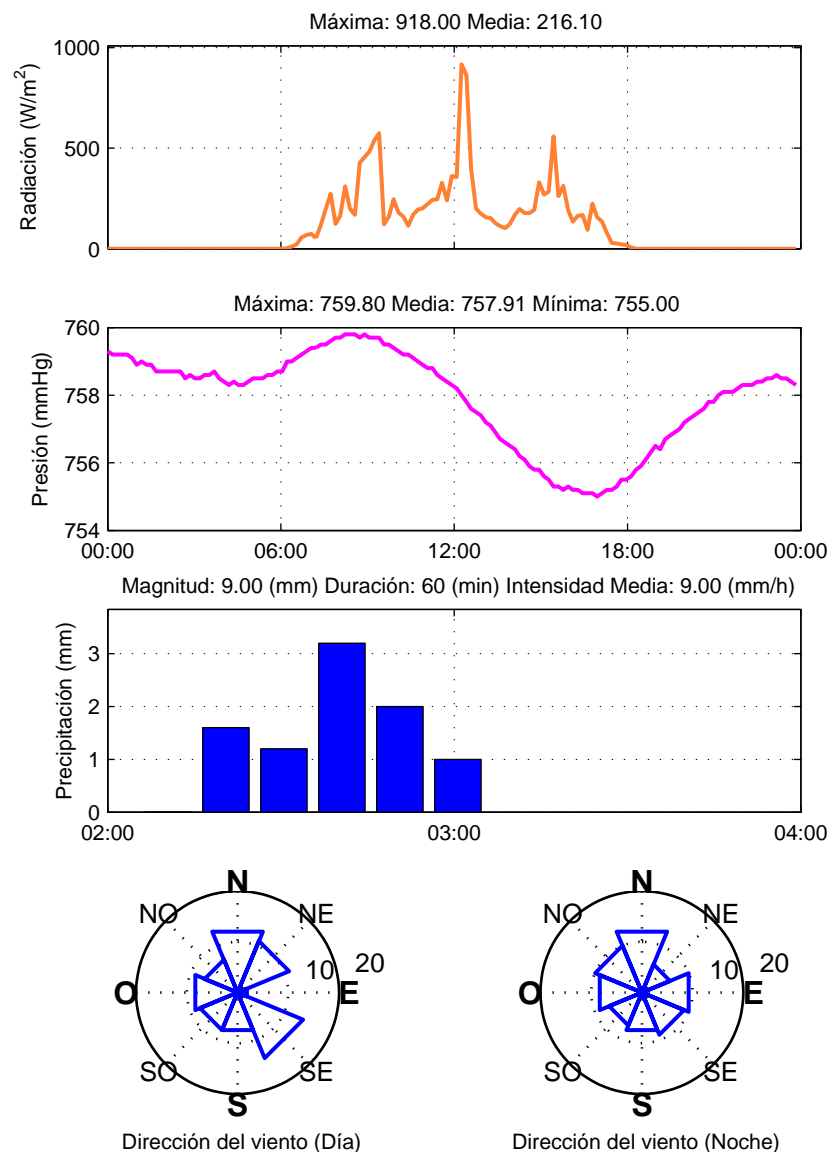 Máxima: 918.00 Media: 216.10
1000
500
0
Radiación (W/m²)
Máxima: 759.80 Media: 757.91 Mínima: 755.00
760
758
756
754
Presión (mmHg)
00:00 06:00 12:00 18:00 00:00
Magnitud: 9.00 (mm) Duración: 60 (min) Intensidad Media: 9.00 (mm/h)
3
2
1
0
Precipitación (mm)
02:00 03:00 04:00
N
NO NE
10 20
O E
SO SE
S
Dirección del viento (Día)
N
NO NE
10 20
O E
SO SE
S
Dirección del viento (Noche)